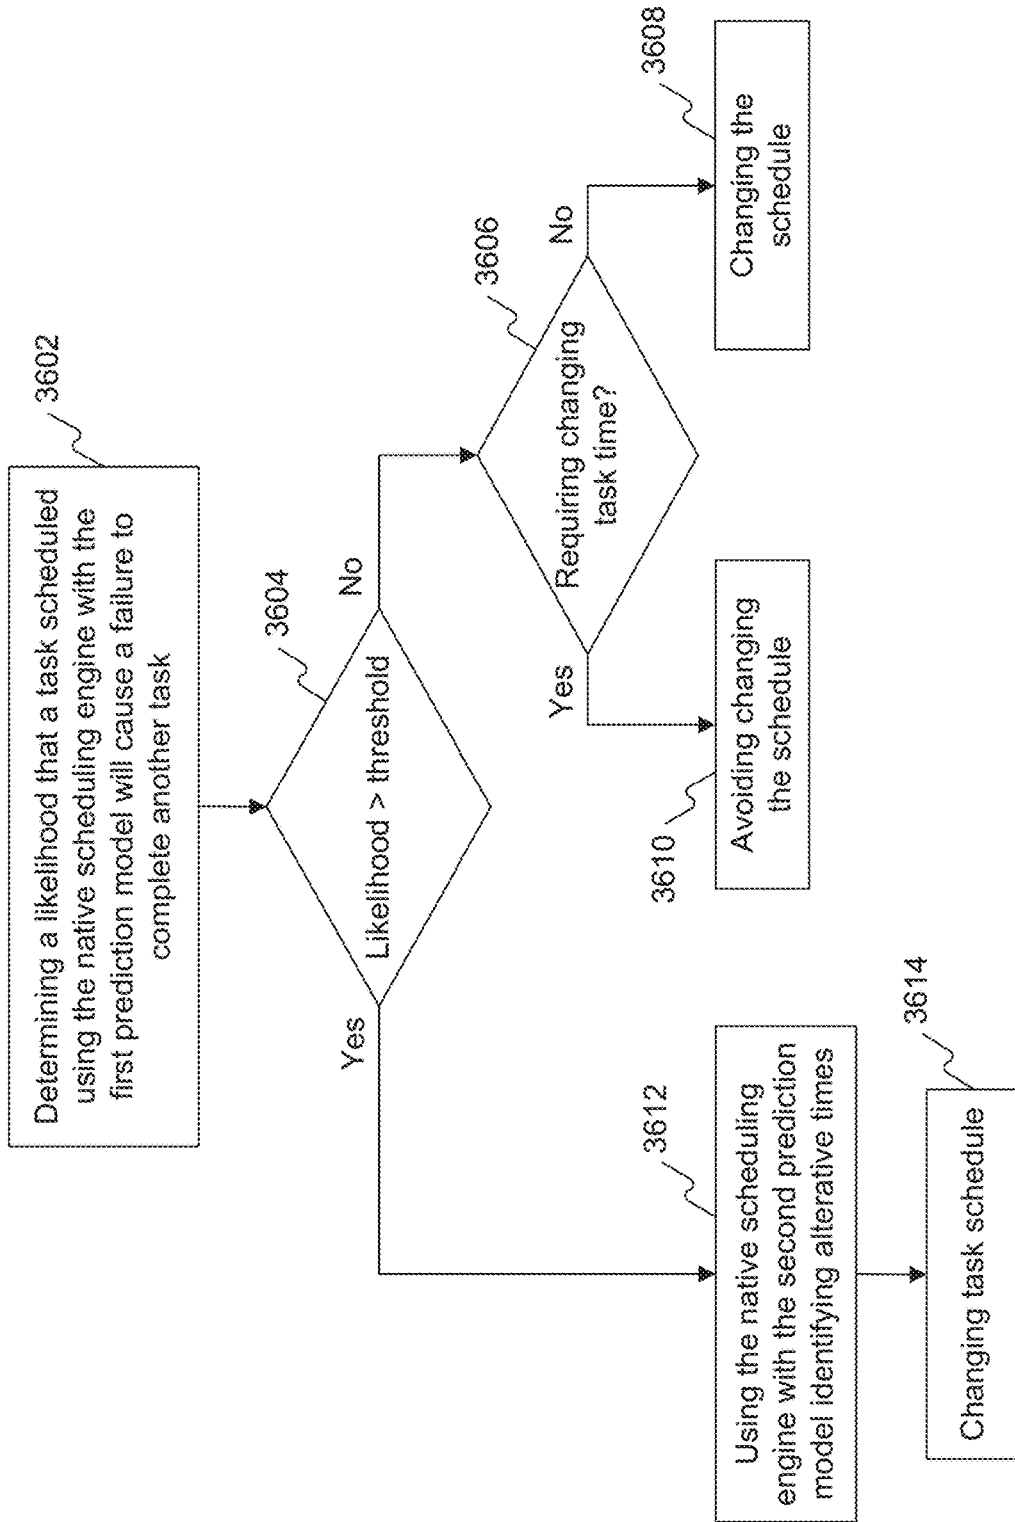 3602
Determining a likelihood that a task scheduled
using the native scheduling engine with the
first prediction model will cause a failure to
complete another task
3604
Likelihood > threshold
Yes
No
3606
Requiring changing
task time?
Yes
No
3608
Changing the
schedule
3610
Avoiding changing
the schedule
3612
Using the native scheduling
engine with the second prediction
model identifying alterative times
3614
Changing task schedule